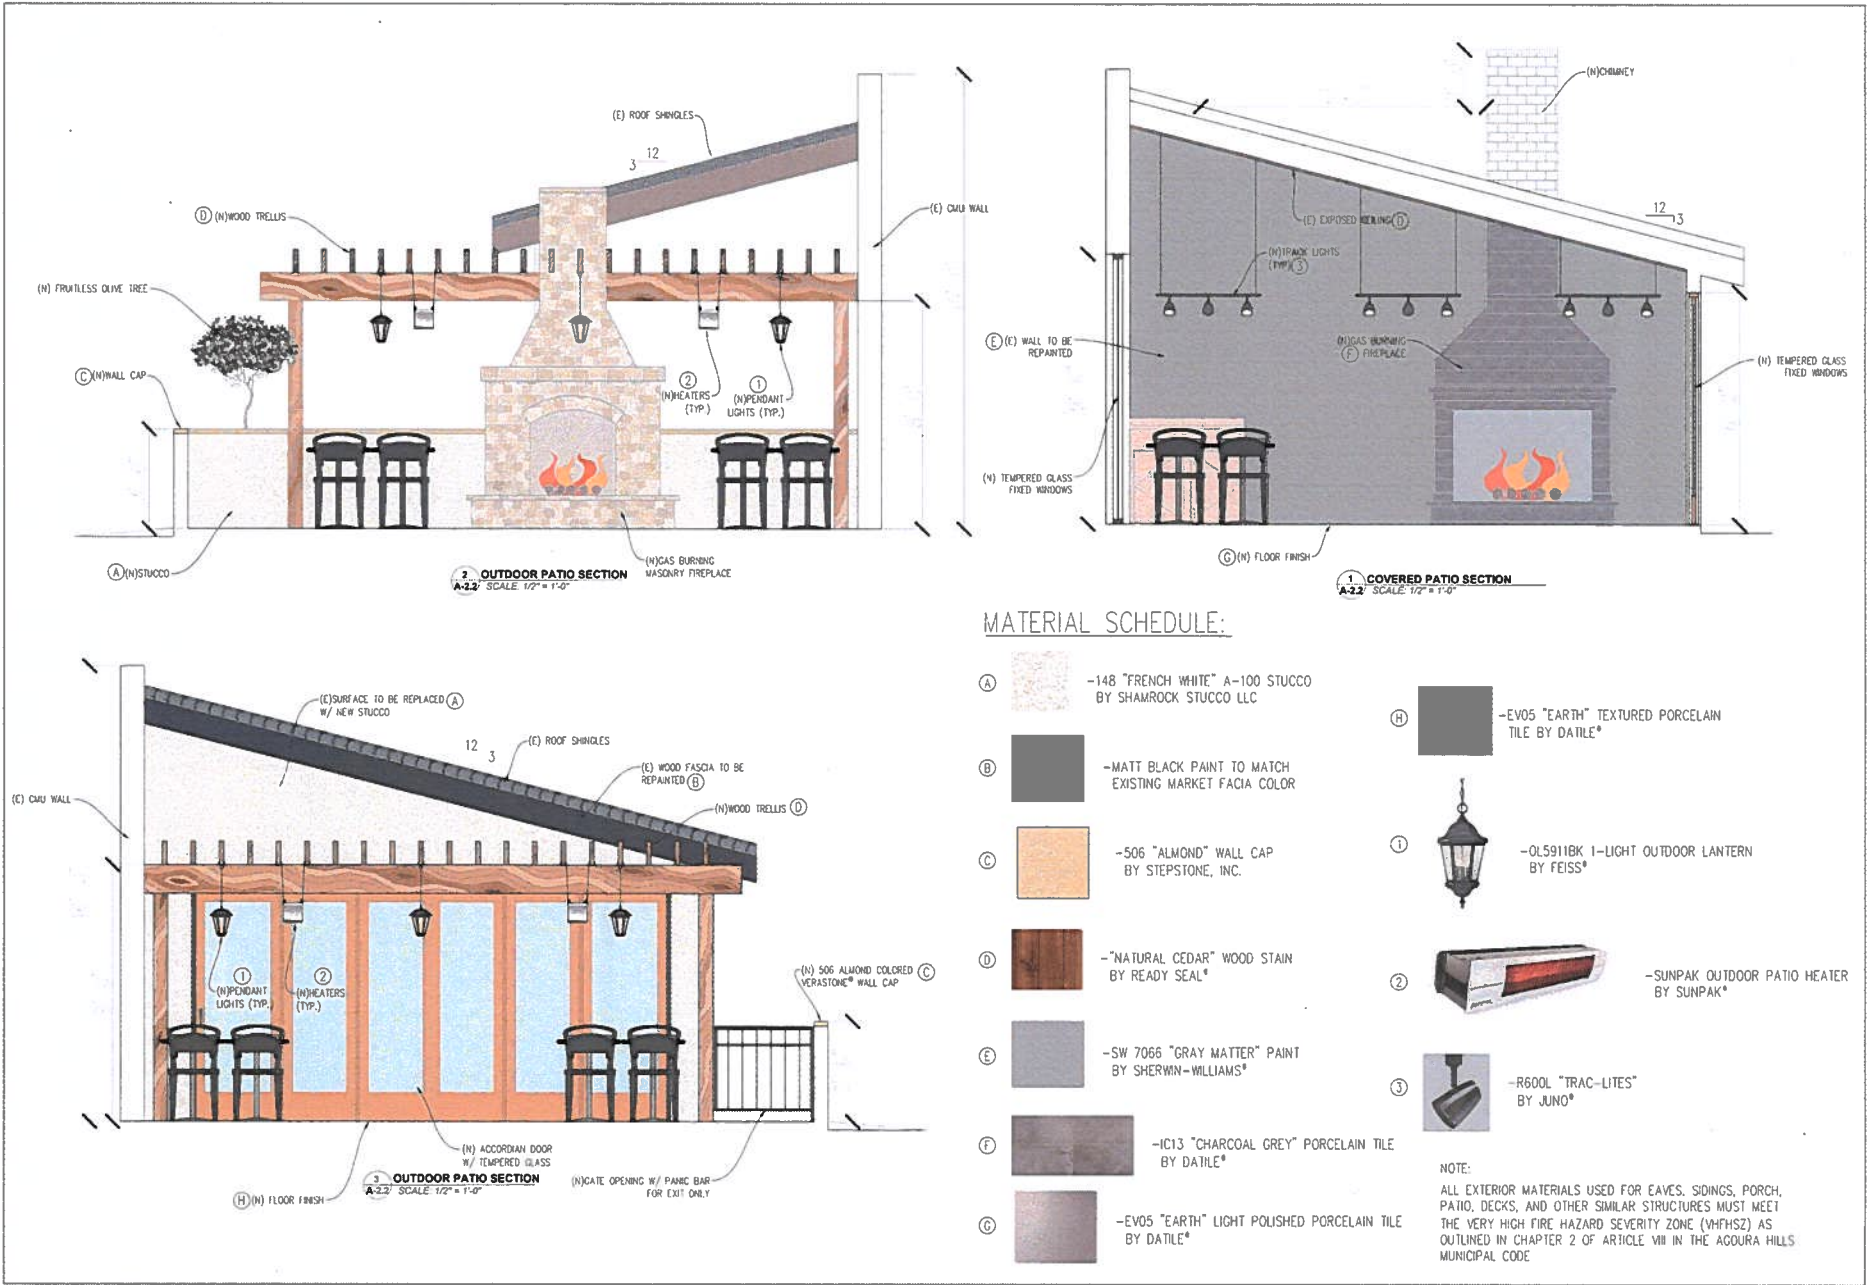 (E) ROOF SHINGLES
12
3
(E) CMU WALL
D (N)WOOD TRELLIS
(N) FRUITLESS OLIVE TREE
C (N)WALL CAP
2
(N)HEATERS
(TYP.)
1
(N)PENDANT
LIGHTS (TYP.)
A (N)STUCCO
(N)GAS BURNING
MASONRY FIREPLACE
2 OUTDOOR PATIO SECTION
A-2.2 SCALE: 1/2" = 1'-0"
(N)CHIMNEY
12
3
(E) EXPOSED CEILING D
(N)TRACK LIGHTS
(TYP) 3
E (E) WALL TO BE
REPAINTED
(N)GAS BURNING
F FIREPLACE
(N) TEMPERED GLASS
FIXED WINDOWS
(N) TEMPERED GLASS
FIXED WINDOWS
G (N) FLOOR FINISH
1 COVERED PATIO SECTION
A-2.2 SCALE: 1/2" = 1'-0"
(E)SURFACE TO BE REPLACED A
W/ NEW STUCCO
12
3
(E) ROOF SHINGLES
(E) WOOD FASCIA TO BE
REPAINTED B
(N)WOOD TRELLIS D
(E) CMU WALL
1
(N)PENDANT
LIGHTS (TYP.)
2
(N)HEATERS
(TYP.)
(N) 506 ALMOND COLORED C
VERASTONE® WALL CAP
(N) ACCORDIAN DOOR
W/ TEMPERED GLASS
(N)GATE OPENING W/ PANIC BAR
FOR EXIT ONLY
H (N) FLOOR FINISH
3 OUTDOOR PATIO SECTION
A-2.2 SCALE: 1/2" = 1'-0"
MATERIAL SCHEDULE:
A -148 "FRENCH WHITE" A-100 STUCCO
BY SHAMROCK STUCCO LLC
B -MATT BLACK PAINT TO MATCH
EXISTING MARKET FACIA COLOR
C -506 "ALMOND" WALL CAP
BY STEPSTONE, INC.
D -"NATURAL CEDAR" WOOD STAIN
BY READY SEAL®
E -SW 7066 "GRAY MATTER" PAINT
BY SHERWIN-WILLIAMS®
F -IC13 "CHARCOAL GREY" PORCELAIN TILE
BY DATILE®
G -EV05 "EARTH" LIGHT POLISHED PORCELAIN TILE
BY DATILE®
H -EV05 "EARTH" TEXTURED PORCELAIN
TILE BY DATILE®
1 -OL5911BK 1-LIGHT OUTDOOR LANTERN
BY FEISS®
2 -SUNPAK OUTDOOR PATIO HEATER
BY SUNPAK®
3 -R600L "TRAC-LITES"
BY JUNO®
NOTE:
ALL EXTERIOR MATERIALS USED FOR EAVES, SIDINGS, PORCH,
PATIO, DECKS, AND OTHER SIMILAR STRUCTURES MUST MEET
THE VERY HIGH FIRE HAZARD SEVERITY ZONE (VHFHSZ) AS
OUTLINED IN CHAPTER 2 OF ARTICLE VIII IN THE AGOURA HILLS
MUNICIPAL CODE